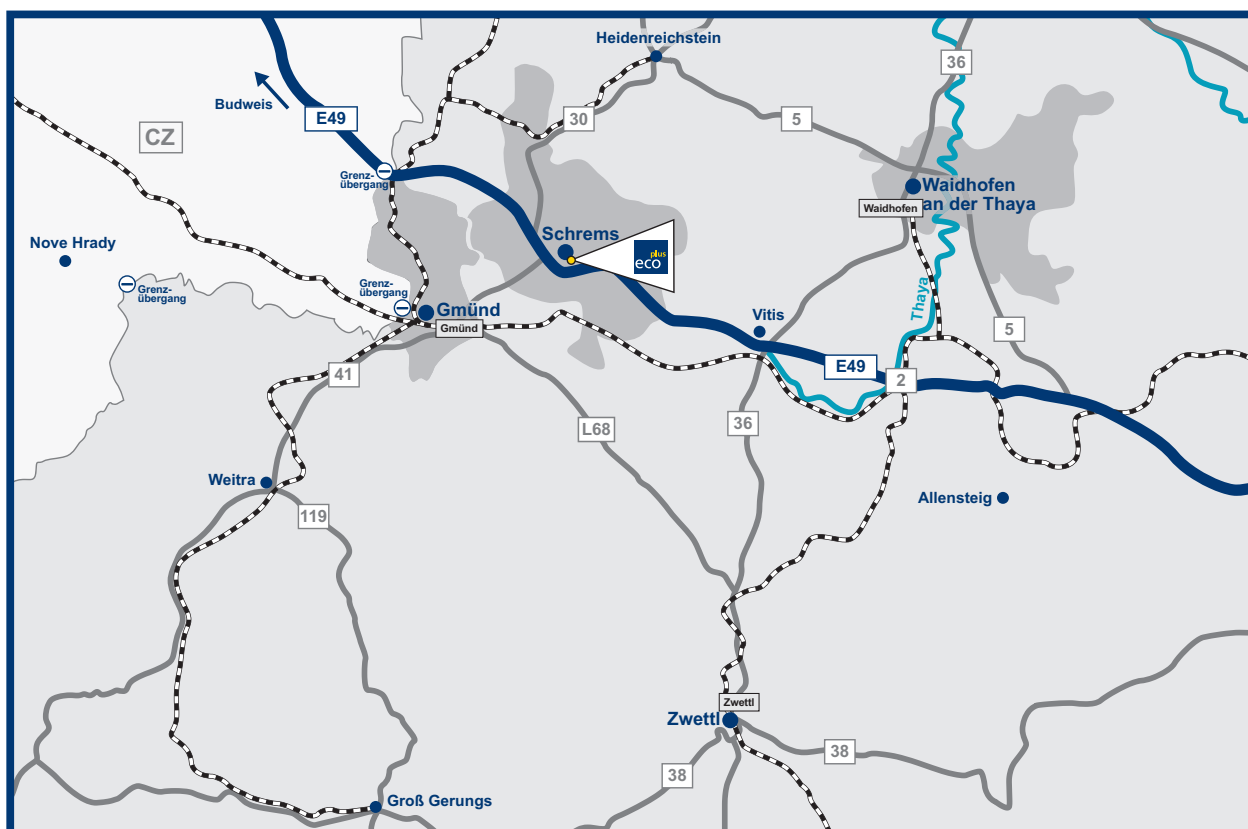 Heidenreichstein
36
Budweis
E49
30
5
CZ
Grenz-
übergang
Waidhofen
an der Thaya
Waidhofen
Schrems
plus
eco
Nove Hrady
Grenz-
übergang
Grenz-
übergang
Gmünd
Gmünd
Thaya
Vitis
5
E49
2
41
L68
36
Weitra
Allensteig
119
Zwettl
Zwettl
38
38
Groß Gerungs